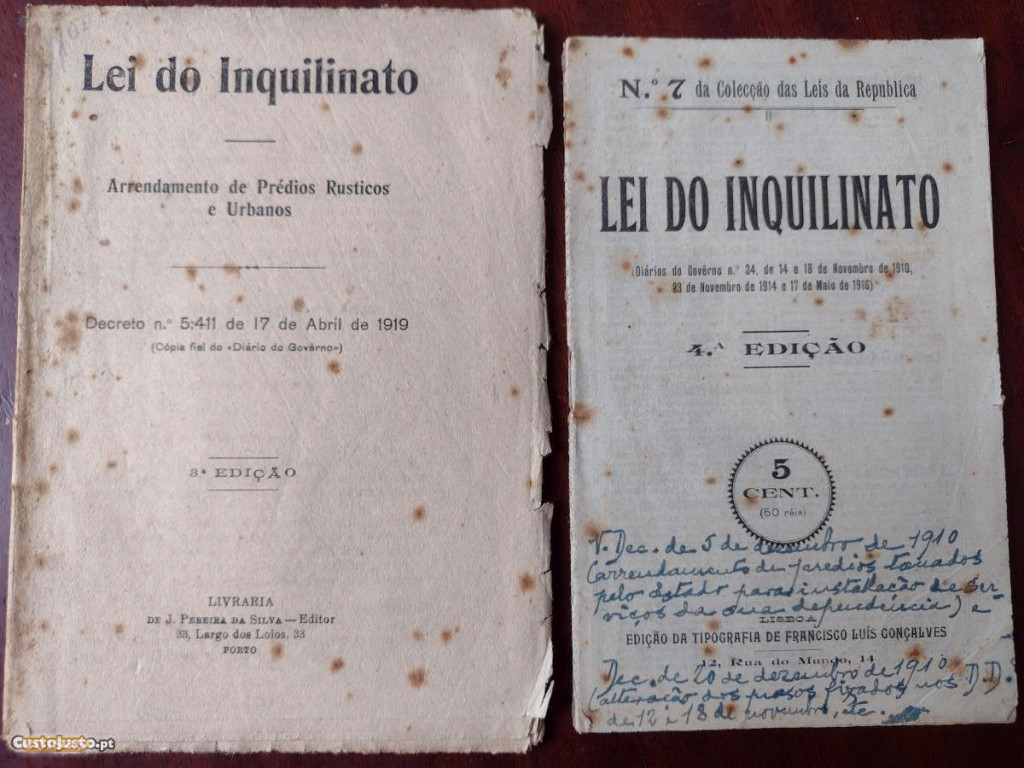 Lei do Inquilinato
Arrendamento de Prédios Rusticos
e Urbanos
Decreto n.º 5:411 de 17 de Abril de 1919
(Cópia fiel do «Diário do Govêrno»)
3.ª EDIÇÃO
LIVRARIA
DE J. PEREIRA DA SILVA — Editor
33, Largo dos Loios, 33
PORTO
N.º 7 da Colecção das Leis da Republica
LEI DO INQUILINATO
(Diários do Govêrno n.º 34, de 14 e 18 de Novembro de 1910,
23 de Novembro de 1914 e 17 de Maio de 1916)
4.ª EDIÇÃO
5
CENT.
(50 réis)
V. Dec. de 5 de dezembro de 1910
(arrendamento de predios tomados
pelo Estado para instalação de ser-
viços da sua dependência) e
LISBOA
EDIÇÃO DA TIPOGRAFIA DE FRANCISCO LUÍS GONÇALVES
12, Rua do Mundo, 14
Dec. de 20 de dezembro de 1910
(alteração dos prasos fixados nos D.D.
de 12 e 18 de novembro, etc.
Custojusto.pt